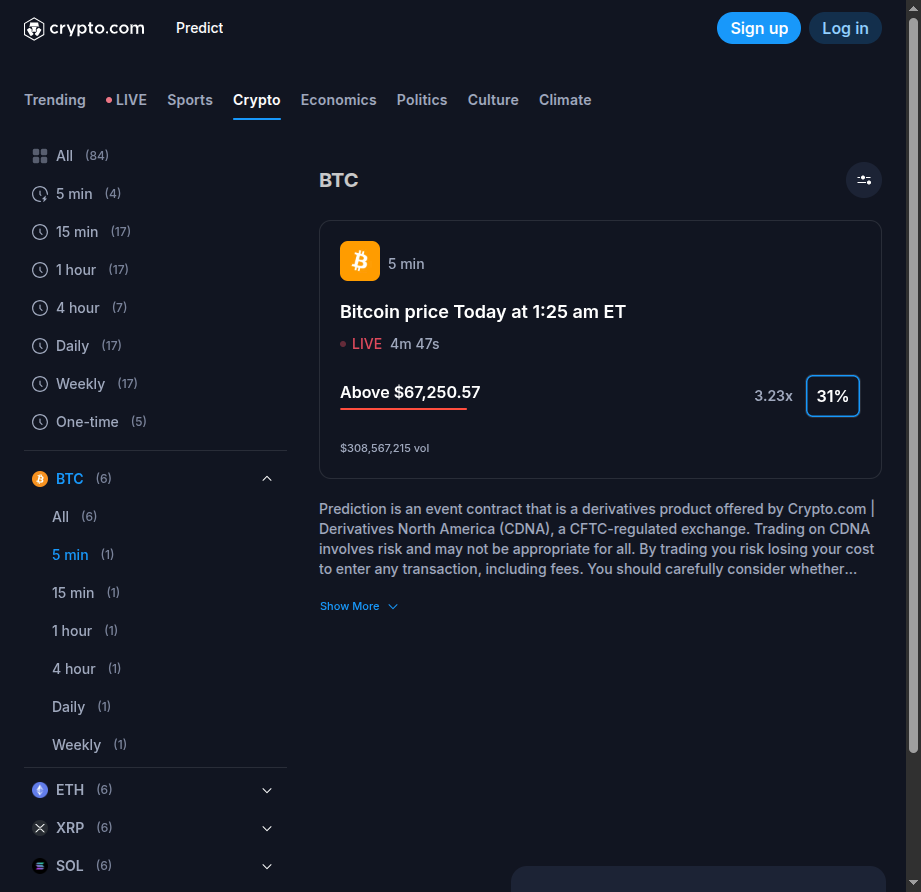 crypto.com
Predict
Sign up
Log in
Trending
LIVE
Sports
Crypto
Economics
Politics
Culture
Climate
All (84)
5 min (4)
15 min (17)
1 hour (17)
4 hour (7)
Daily (17)
Weekly (17)
One-time (5)
BTC (6)
All (6)
5 min (1)
15 min (1)
1 hour (1)
4 hour (1)
Daily (1)
Weekly (1)
ETH (6)
XRP (6)
SOL (6)
BTC
5 min
Bitcoin price Today at 1:25 am ET
LIVE 4m 47s
Above $67,250.57
3.23x
31%
$308,567,215 vol
Prediction is an event contract that is a derivatives product offered by Crypto.com |
Derivatives North America (CDNA), a CFTC-regulated exchange. Trading on CDNA
involves risk and may not be appropriate for all. By trading you risk losing your cost
to enter any transaction, including fees. You should carefully consider whether...
Show More